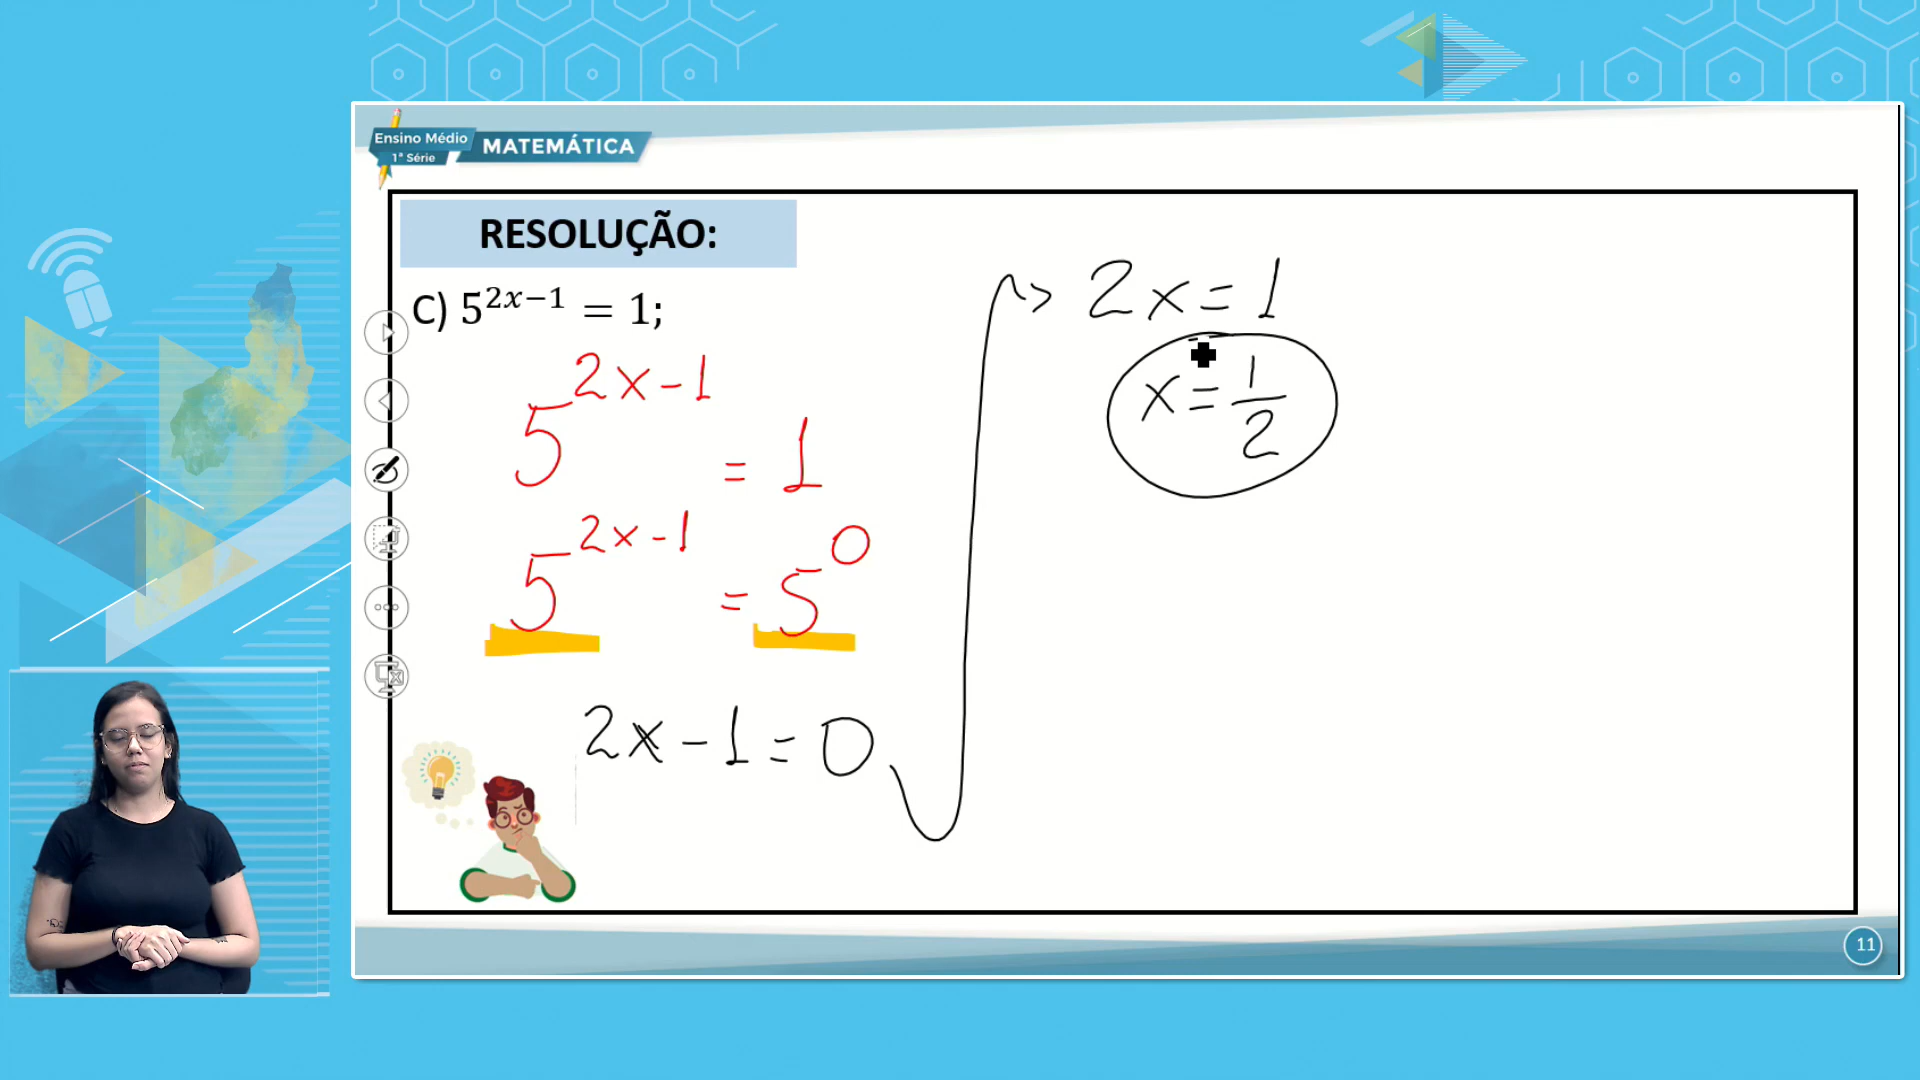 Ensino Médio
1ª Série
MATEMÁTICA
RESOLUÇÃO:
C) 5^{2x−1} = 1;
5^{2x-1} = 1
5^{2x-1} = 5^{0}
2x - 1 = 0
2x = 1
x = 1/2
11